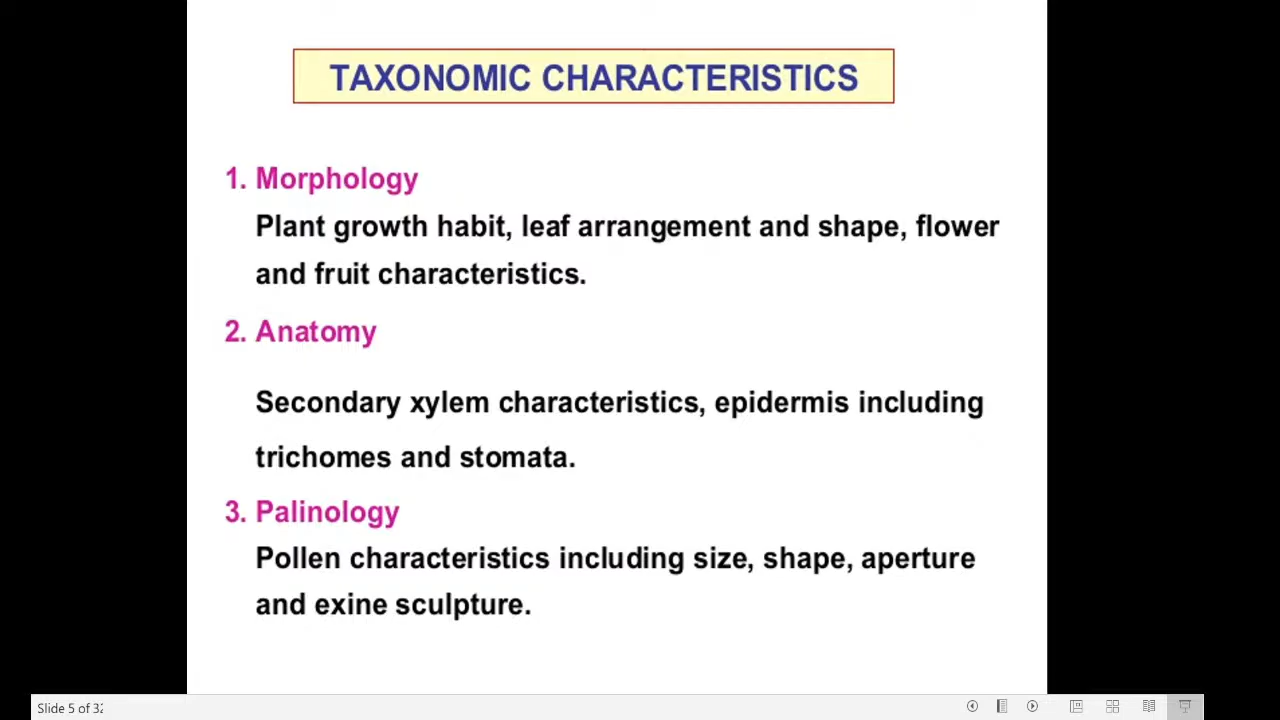 TAXONOMIC CHARACTERISTICS
1. Morphology
Plant growth habit, leaf arrangement and shape, flower
and fruit characteristics.
2. Anatomy
Secondary xylem characteristics, epidermis including
trichomes and stomata.
3. Palinology
Pollen characteristics including size, shape, aperture
and exine sculpture.
Slide 5 of 32